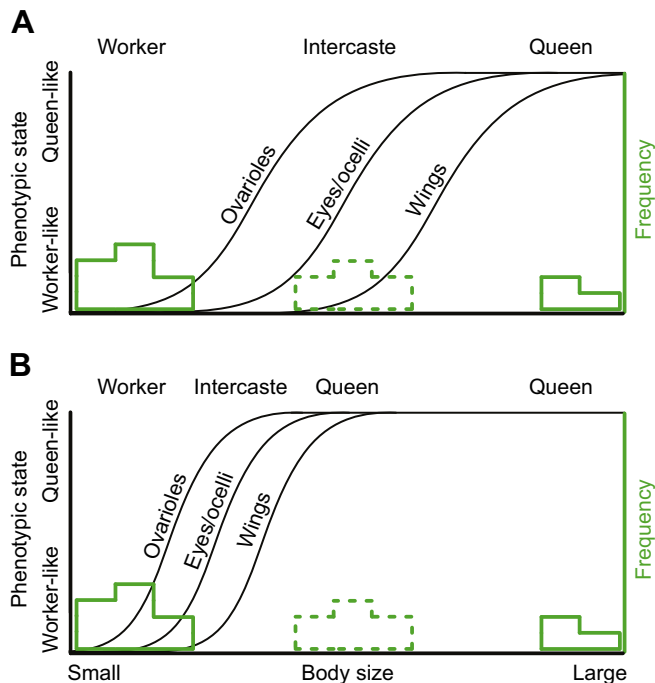 A
Worker Intercaste Queen
Queen-like
Worker-like
Phenotypic state
Ovarioles
Eyes/ocelli
Wings
Frequency
B
Worker Intercaste Queen Queen
Queen-like
Worker-like
Phenotypic state
Ovarioles
Eyes/ocelli
Wings
Frequency
Small Body size Large